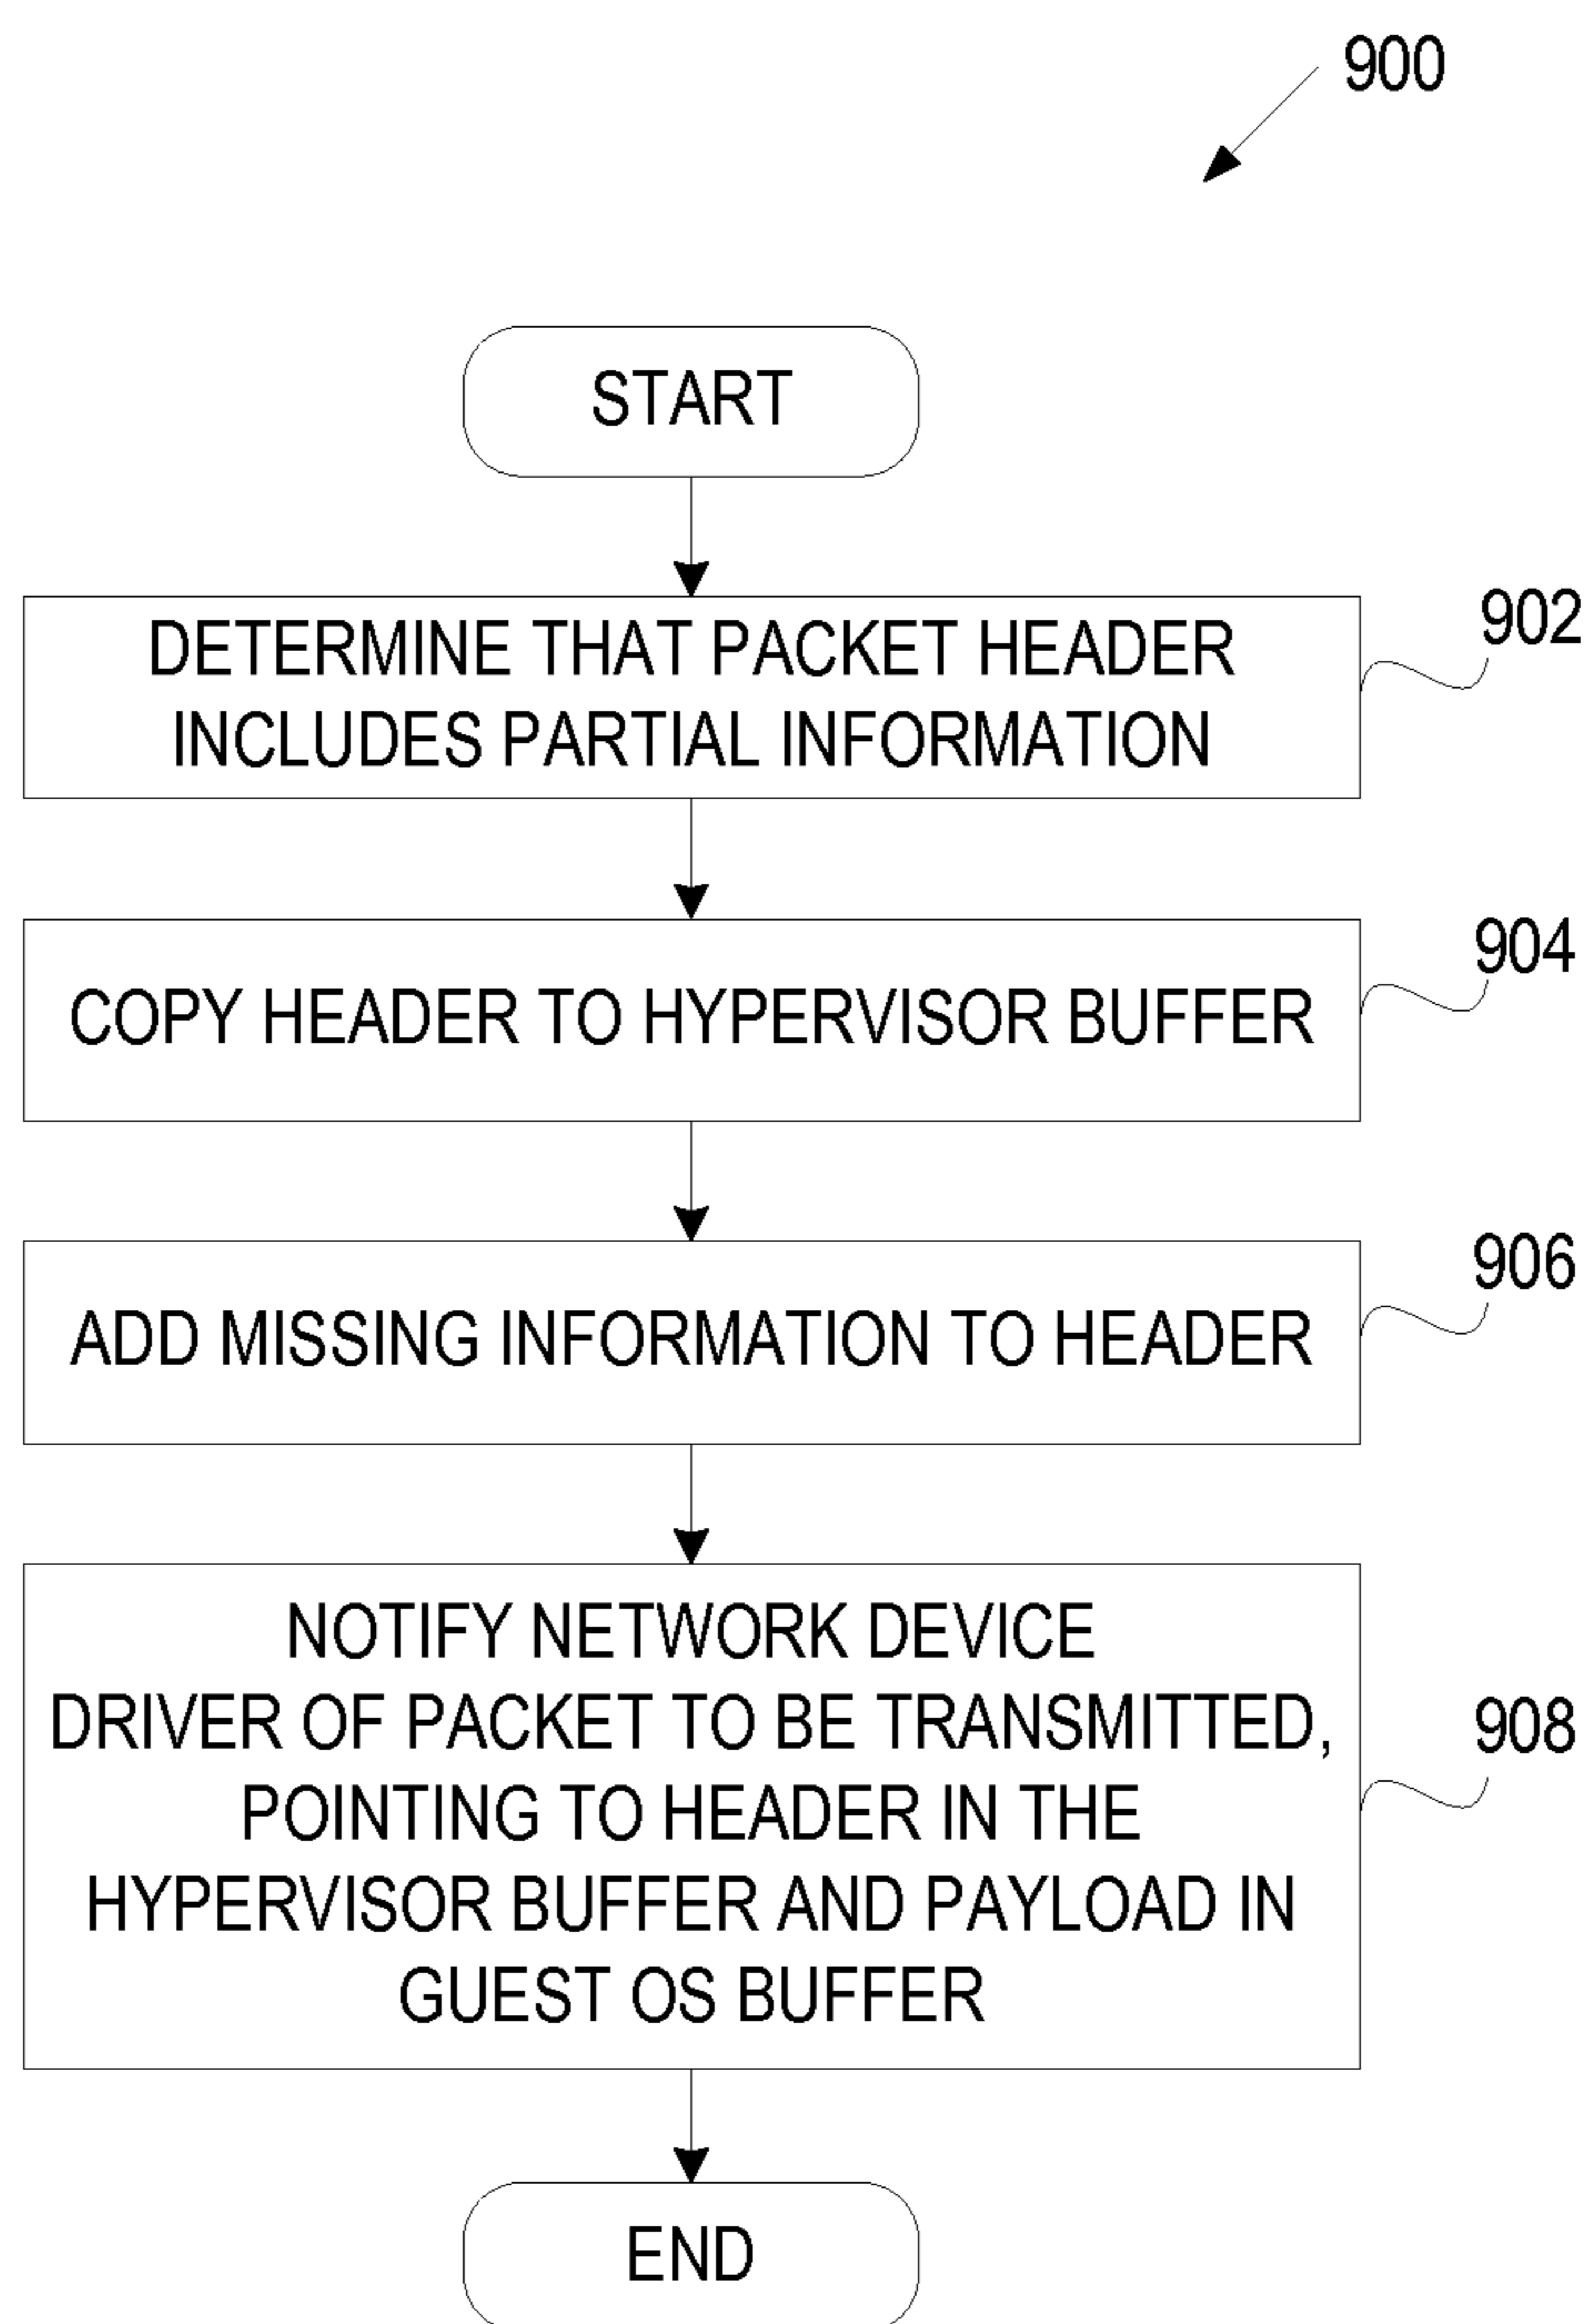 900
START
DETERMINE THAT PACKET HEADER
INCLUDES PARTIAL INFORMATION
902
COPY HEADER TO HYPERVISOR BUFFER
904
ADD MISSING INFORMATION TO HEADER
906
NOTIFY NETWORK DEVICE
DRIVER OF PACKET TO BE TRANSMITTED,
POINTING TO HEADER IN THE
HYPERVISOR BUFFER AND PAYLOAD IN
GUEST OS BUFFER
908
END